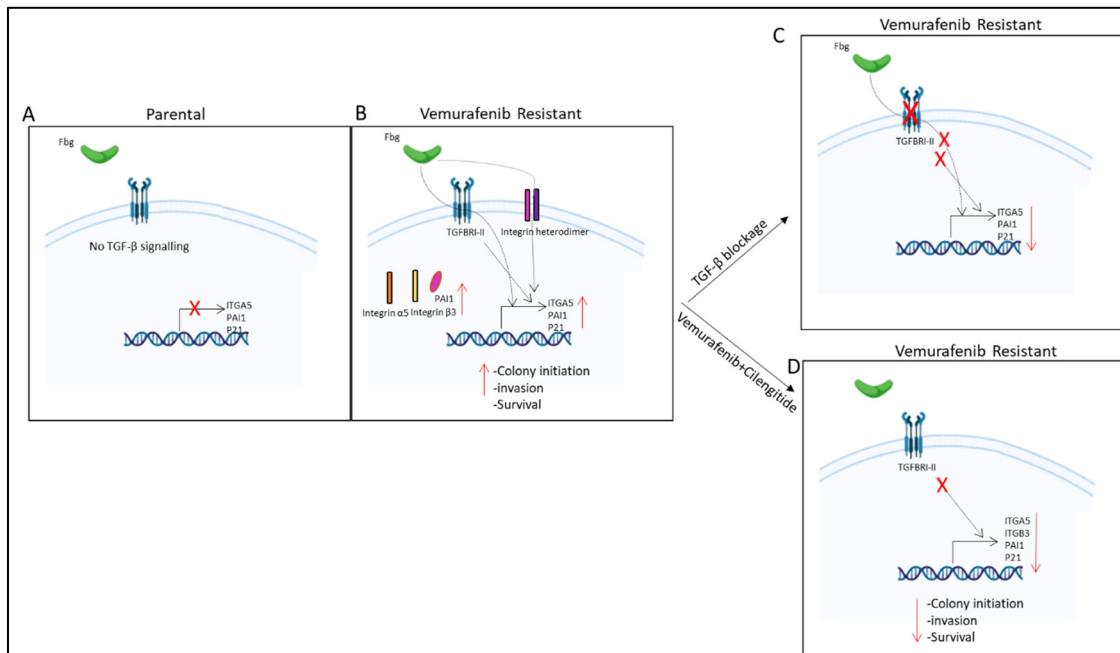 A
Parental
Fbg
No TGF-β signalling
X
ITGA5
PAI1
P21
B
Vemurafenib Resistant
Fbg
TGFBRI-II
Integrin heterodimer
Integrin α5
Integrin β3
PAI1
ITGA5
PAI1
P21
-Colony initiation
-invasion
-Survival
TGF-β blockage
Vemurafenib+Cilengitide
C
Vemurafenib Resistant
Fbg
X
TGFBRI-II
X
X
ITGA5
PAI1
P21
D
Vemurafenib Resistant
TGFBRI-II
X
ITGA5
ITGB3
PAI1
P21
-Colony initiation
-invasion
-Survival